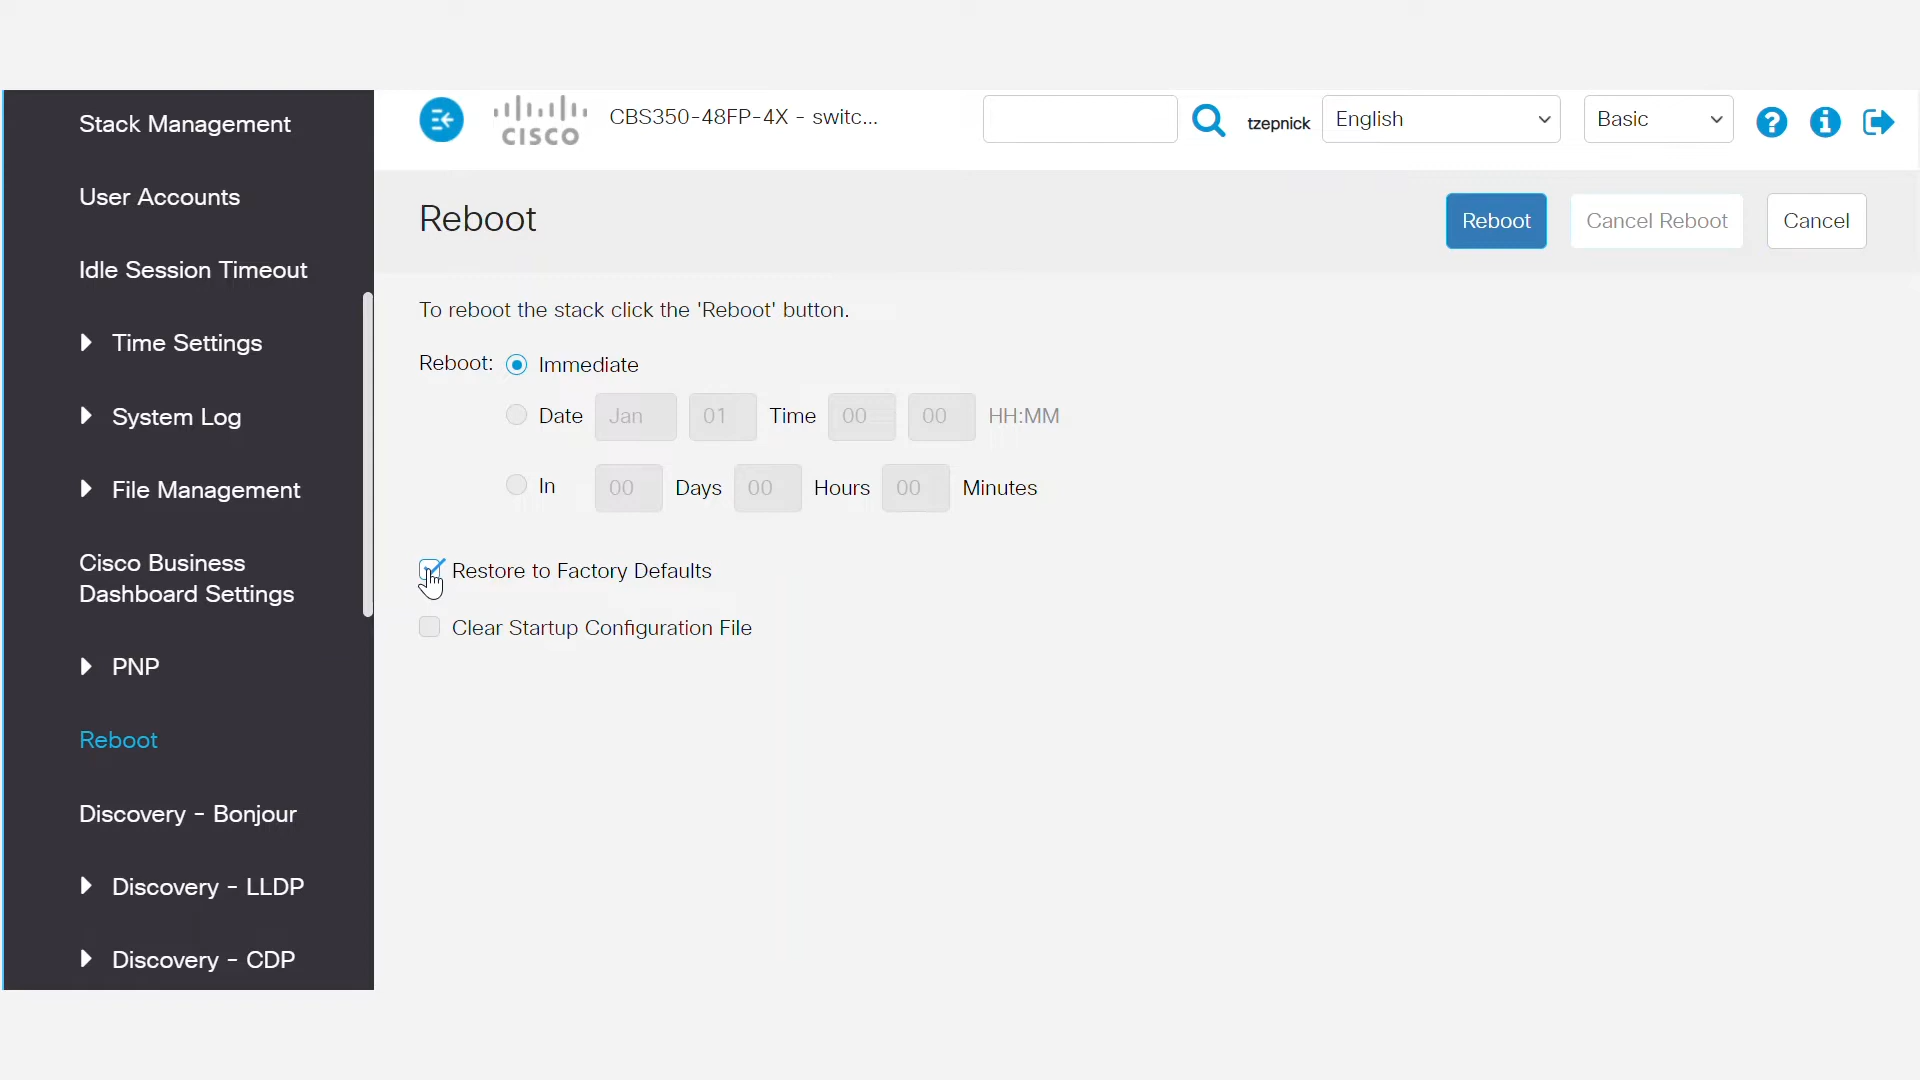 Stack Management
User Accounts
Idle Session Timeout
Time Settings
System Log
File Management
Cisco Business
Dashboard Settings
PNP
Reboot
Discovery - Bonjour
Discovery - LLDP
Discovery - CDP
CISCO
CBS350-48FP-4X - switc...
tzepnick
English
Basic
Reboot
Reboot
Cancel Reboot
Cancel
To reboot the stack click the 'Reboot' button.
Reboot: Immediate
Date Jan 01 Time 00 00 HH:MM
In 00 Days 00 Hours 00 Minutes
Restore to Factory Defaults
Clear Startup Configuration File